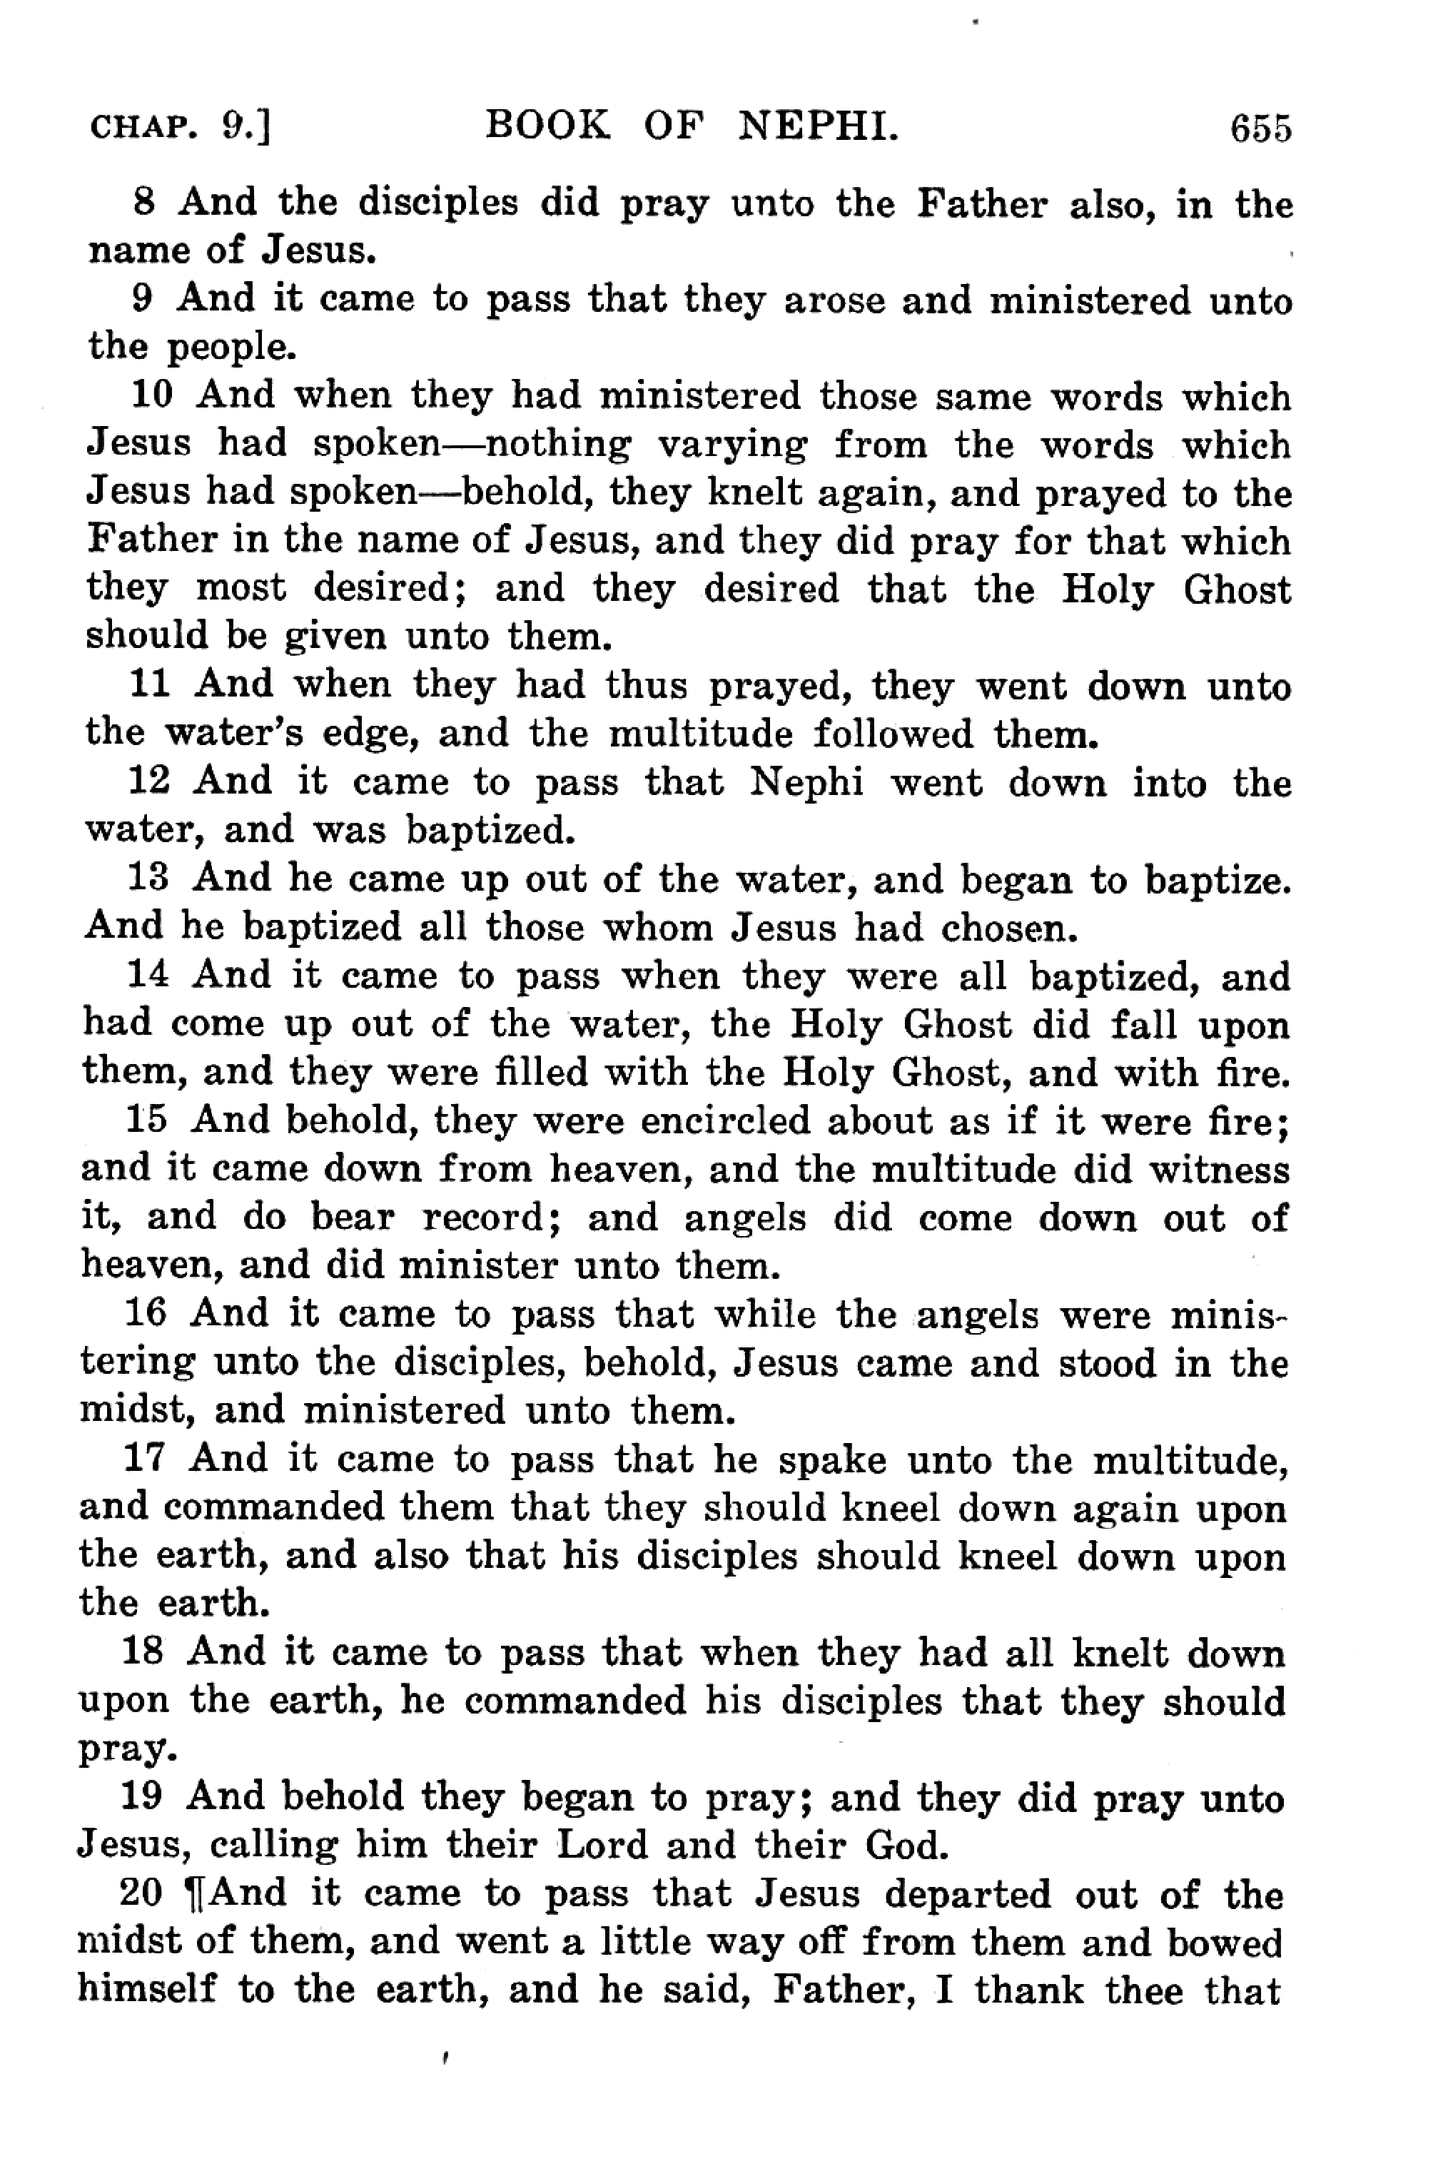 CHAP. 9.] BOOK OF NEPHI. 655
8 And the disciples did pray unto the Father also, in the
name of Jesus.
9 And it came to pass that they arose and ministered unto
the people.
10 And when they had ministered those same words which
Jesus had spoken—nothing varying from the words which
Jesus had spoken—behold, they knelt again, and prayed to the
Father in the name of Jesus, and they did pray for that which
they most desired; and they desired that the Holy Ghost
should be given unto them.
11 And when they had thus prayed, they went down unto
the water's edge, and the multitude followed them.
12 And it came to pass that Nephi went down into the
water, and was baptized.
13 And he came up out of the water, and began to baptize.
And he baptized all those whom Jesus had chosen.
14 And it came to pass when they were all baptized, and
had come up out of the water, the Holy Ghost did fall upon
them, and they were filled with the Holy Ghost, and with fire.
15 And behold, they were encircled about as if it were fire;
and it came down from heaven, and the multitude did witness
it, and do bear record; and angels did come down out of
heaven, and did minister unto them.
16 And it came to pass that while the angels were minis-
tering unto the disciples, behold, Jesus came and stood in the
midst, and ministered unto them.
17 And it came to pass that he spake unto the multitude,
and commanded them that they should kneel down again upon
the earth, and also that his disciples should kneel down upon
the earth.
18 And it came to pass that when they had all knelt down
upon the earth, he commanded his disciples that they should
pray.
19 And behold they began to pray; and they did pray unto
Jesus, calling him their Lord and their God.
20 ¶And it came to pass that Jesus departed out of the
midst of them, and went a little way off from them and bowed
himself to the earth, and he said, Father, I thank thee that